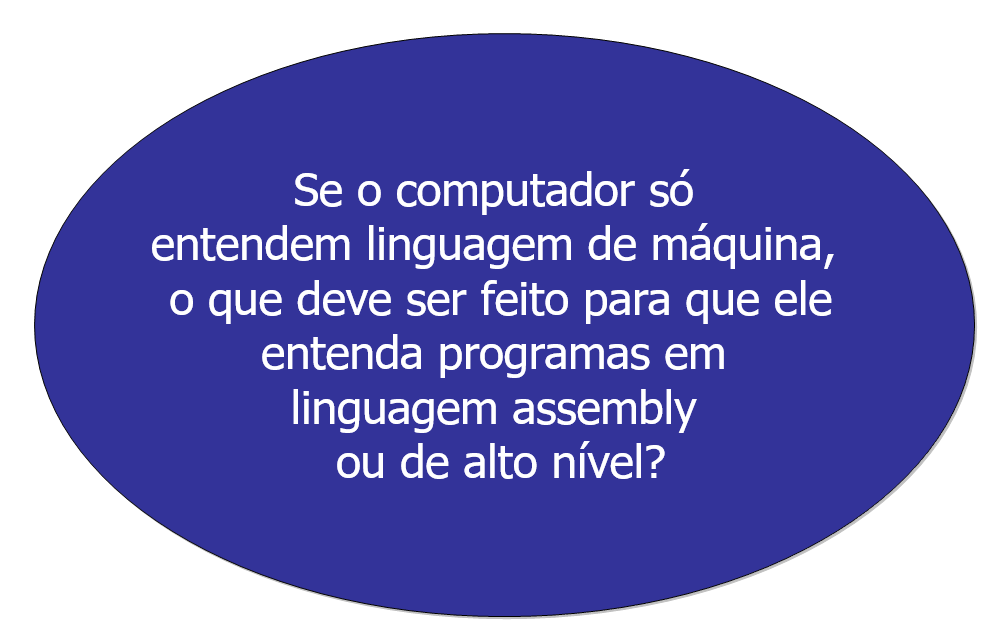 Se o computador só
entendem linguagem de máquina,
o que deve ser feito para que ele
entenda programas em
linguagem assembly
ou de alto nível?